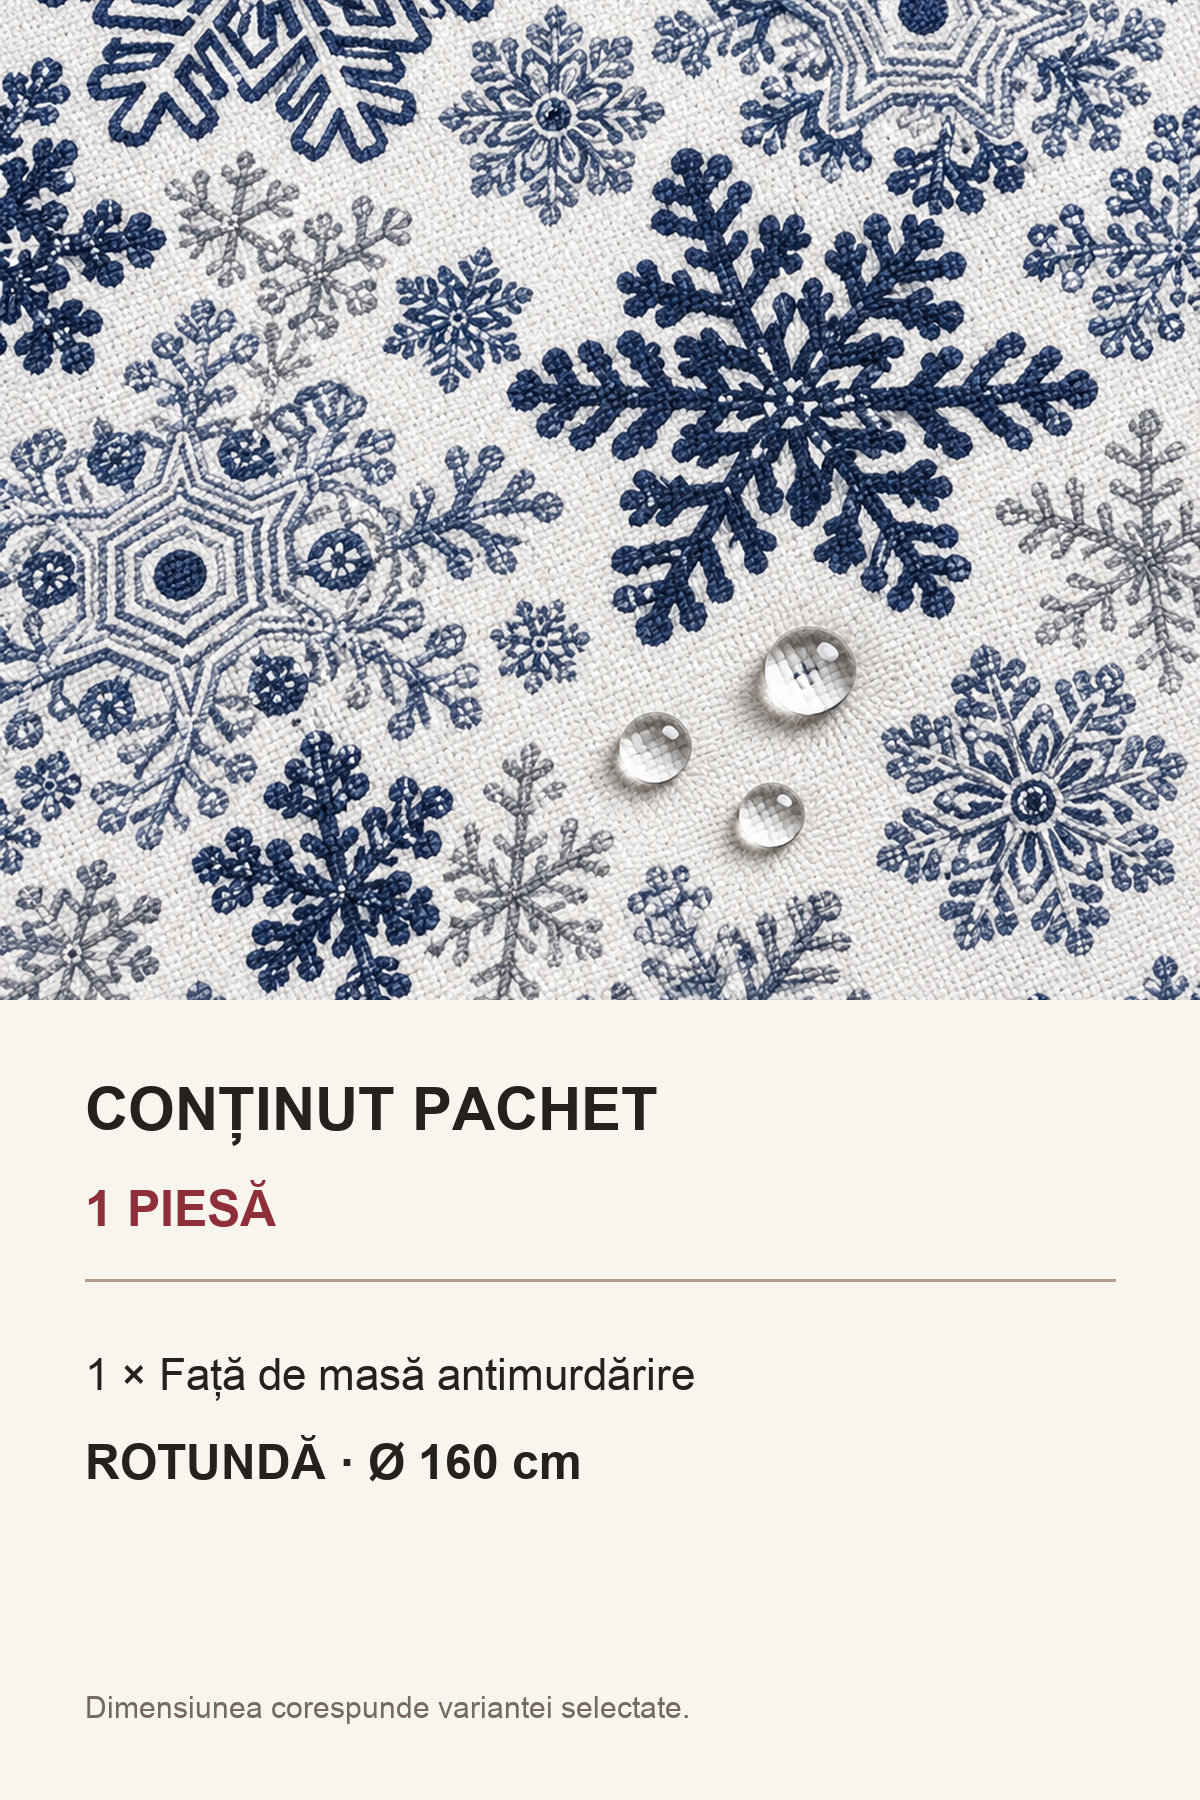 CONȚINUT PACHET
1 PIESĂ
1 × Față de masă antimurdărire
ROTUNDĂ · Ø 160 cm
Dimensiunea corespunde variantei selectate.